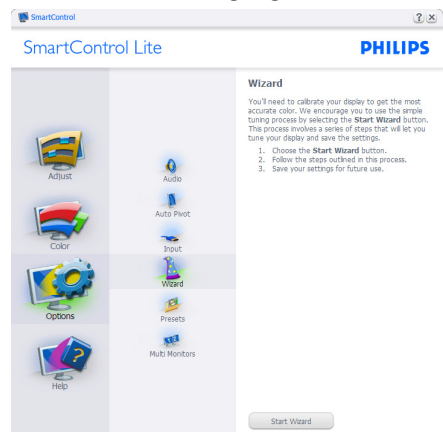 SmartControl
SmartControl Lite
PHILIPS
Adjust
Color
Options
Help
Audio
Auto Pivot
Input
Wizard
Presets
Multi Monitors
Wizard
You'll need to calibrate your display to get the most
accurate color. We encourage you to use the simple
tuning process by selecting the Start Wizard button.
This process involves a series of steps that will let you
tune your display and save the settings.
1. Choose the Start Wizard button.
2. Follow the steps outlined in this process.
3. Save your settings for future use.
Start Wizard